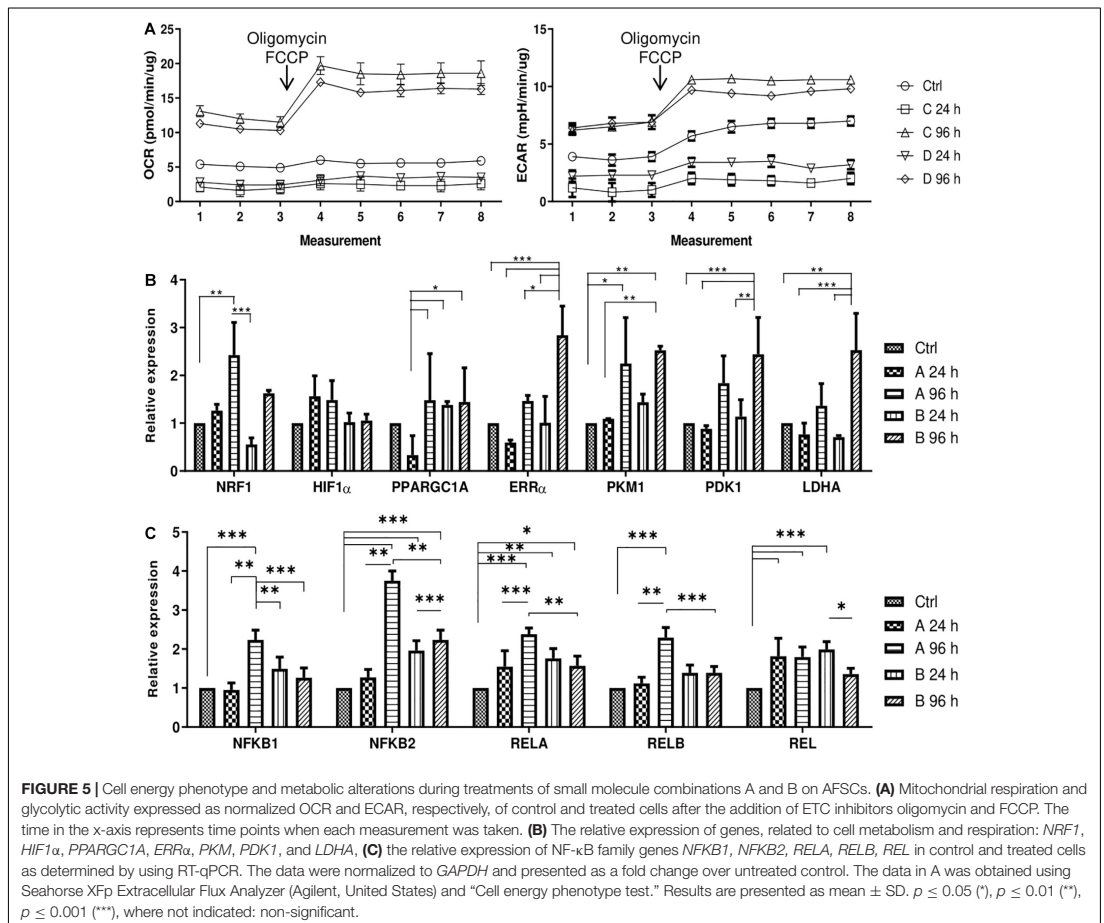 A
Oligomycin
FCCP
OCR (pmol/min/ug)
25
20
15
10
5
0
1 2 3 4 5 6 7 8
Measurement
Oligomycin
FCCP
ECAR (mpH/min/ug)
15
10
5
0
1 2 3 4 5 6 7 8
Measurement
Ctrl
C 24 h
C 96 h
D 24 h
D 96 h
B
Relative expression
4
3
2
1
0
** *** * *** * ** * ** *** ** ** ***
NRF1 HIF1α PPARGC1A ERRα PKM1 PDK1 LDHA
Ctrl
A 24 h
A 96 h
B 24 h
B 96 h
C
Relative expression
5
4
3
2
1
0
*** ** *** ** *** ** ** *** * ** *** *** ** *** ** *** *** *
NFKB1 NFKB2 RELA RELB REL
Ctrl
A 24 h
A 96 h
B 24 h
B 96 h
FIGURE 5 | Cell energy phenotype and metabolic alterations during treatments of small molecule combinations A and B on AFSCs. (A) Mitochondrial respiration and
glycolytic activity expressed as normalized OCR and ECAR, respectively, of control and treated cells after the addition of ETC inhibitors oligomycin and FCCP. The
time in the x-axis represents time points when each measurement was taken. (B) The relative expression of genes, related to cell metabolism and respiration: NRF1,
HIF1α, PPARGC1A, ERRα, PKM, PDK1, and LDHA, (C) the relative expression of NF-κB family genes NFKB1, NFKB2, RELA, RELB, REL in control and treated cells
as determined by using RT-qPCR. The data were normalized to GAPDH and presented as a fold change over untreated control. The data in A was obtained using
Seahorse XFp Extracellular Flux Analyzer (Agilent, United States) and “Cell energy phenotype test.” Results are presented as mean ± SD. p ≤ 0.05 (*), p ≤ 0.01 (**),
p ≤ 0.001 (***), where not indicated: non-significant.